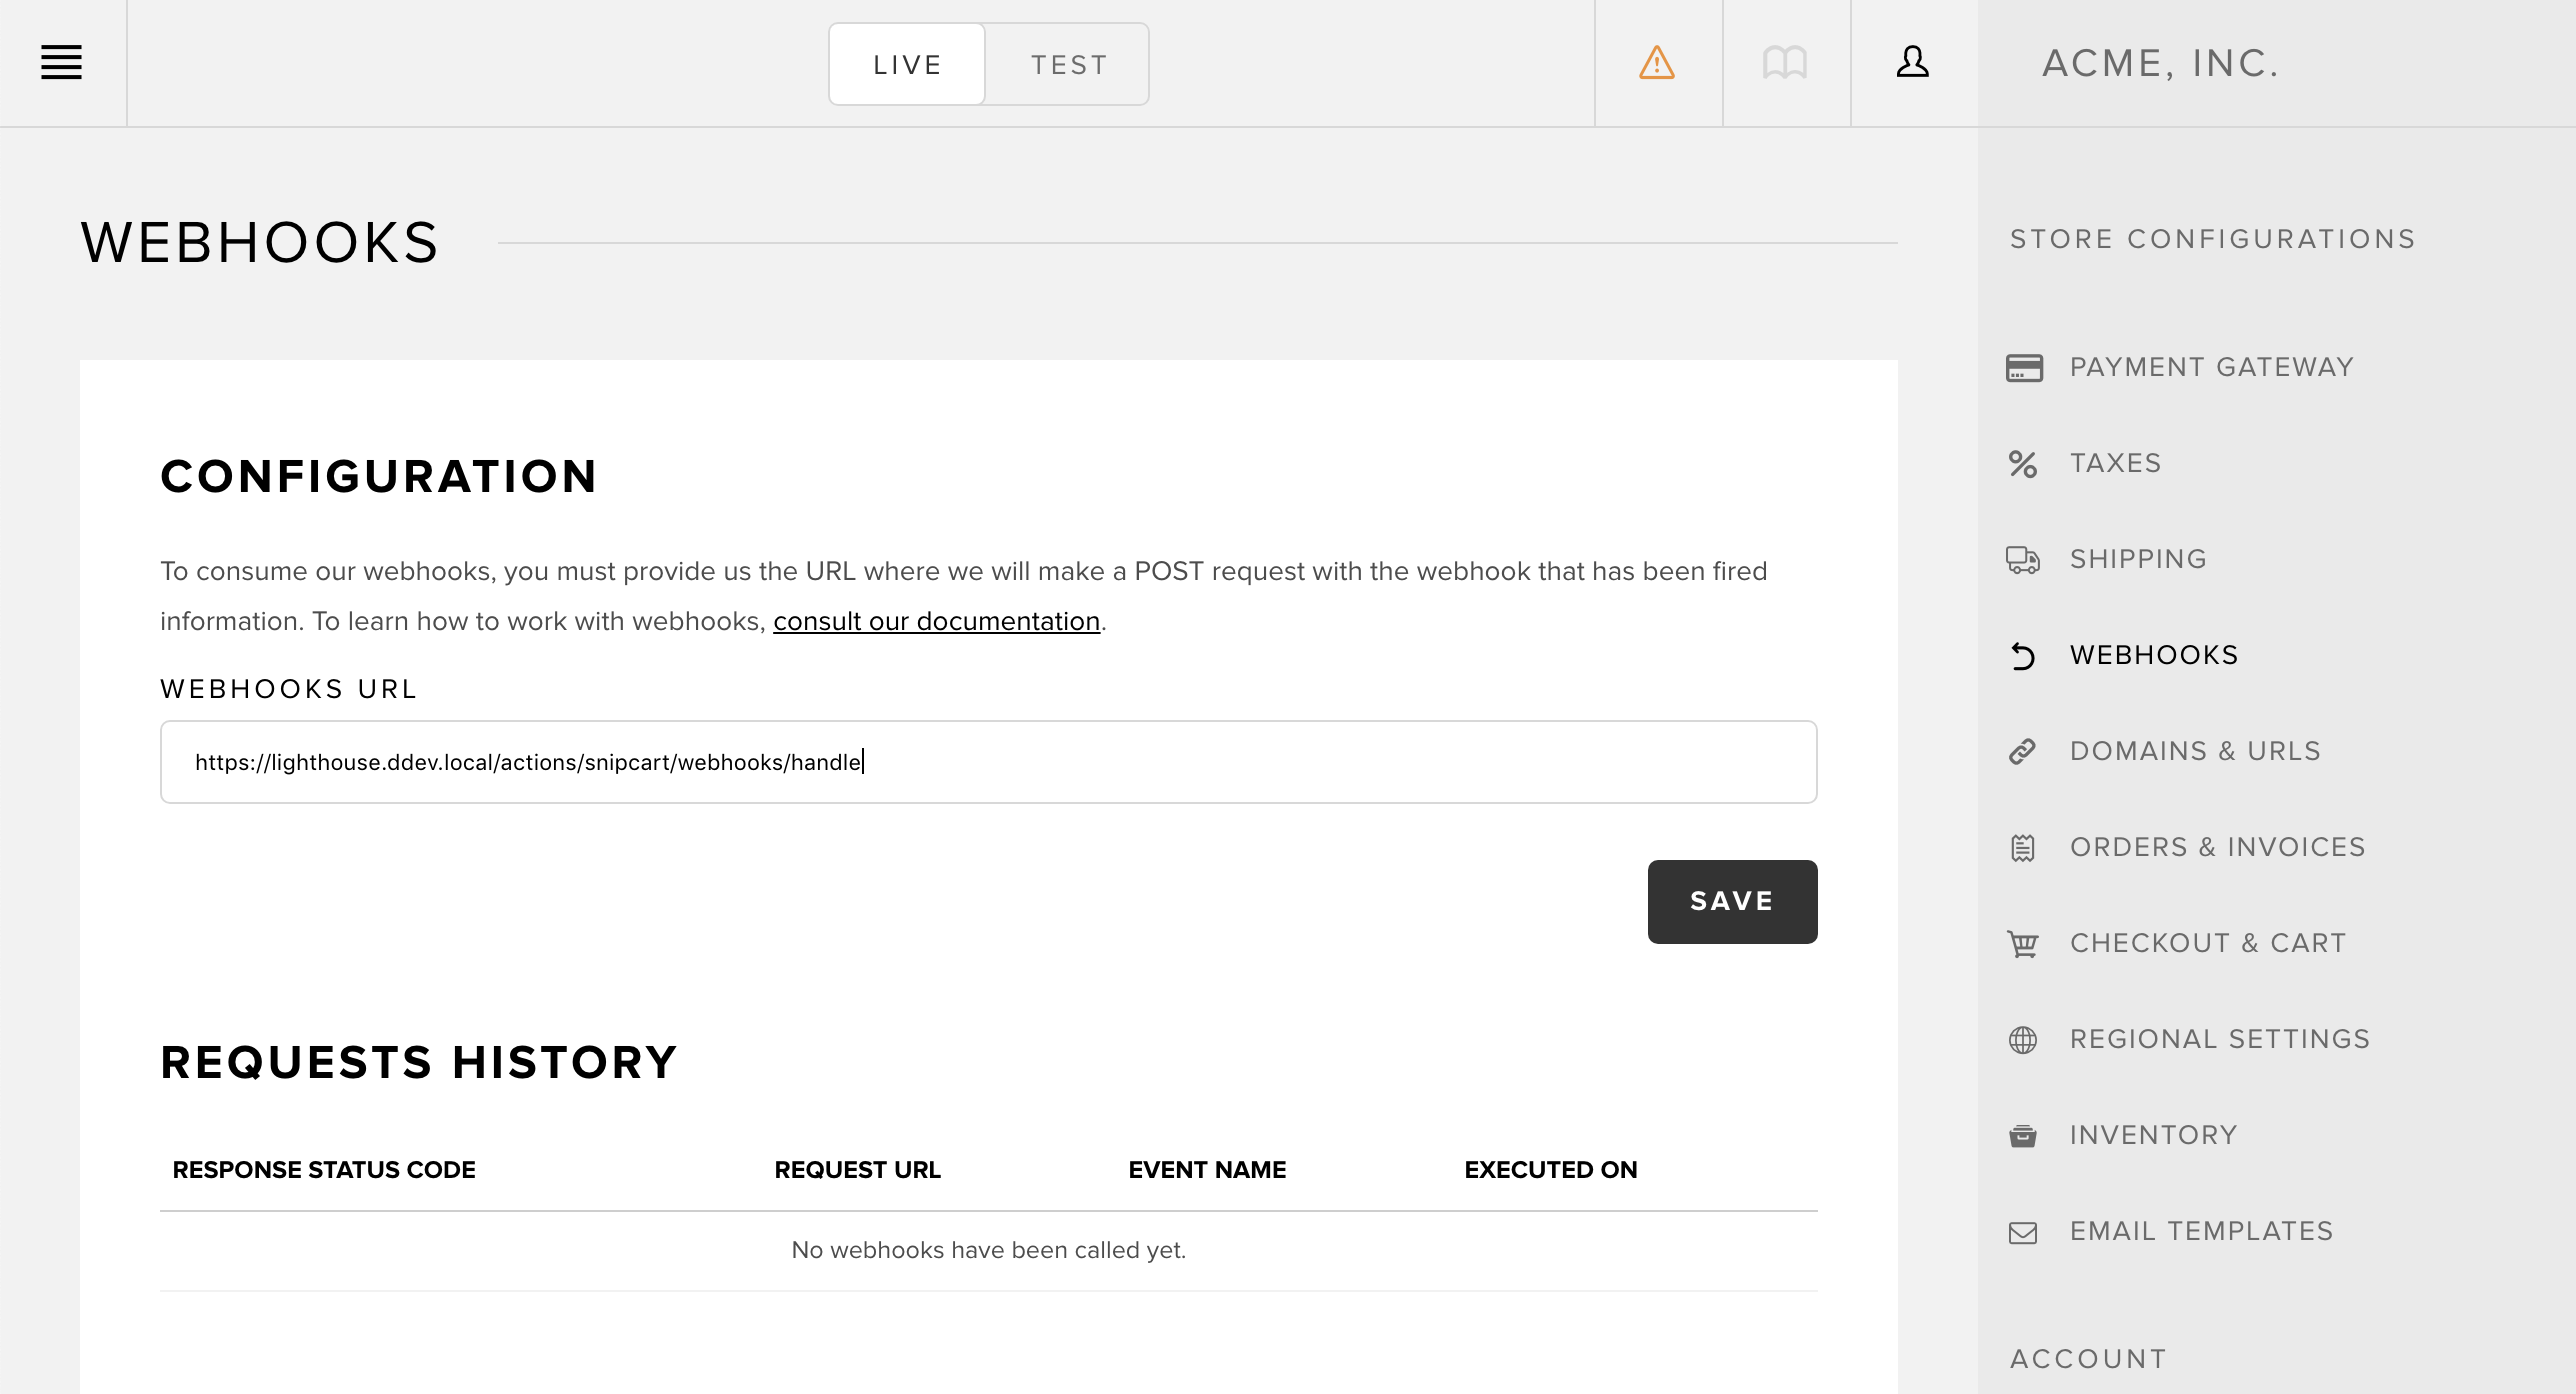 LIVE
TEST
ACME, INC.
WEBHOOKS
CONFIGURATION
To consume our webhooks, you must provide us the URL where we will make a POST request with the webhook that has been fired
information. To learn how to work with webhooks, consult our documentation.
WEBHOOKS URL
https://lighthouse.ddev.local/actions/snipcart/webhooks/handle
SAVE
REQUESTS HISTORY
RESPONSE STATUS CODE
REQUEST URL
EVENT NAME
EXECUTED ON
No webhooks have been called yet.
STORE CONFIGURATIONS
PAYMENT GATEWAY
TAXES
SHIPPING
WEBHOOKS
DOMAINS & URLS
ORDERS & INVOICES
CHECKOUT & CART
REGIONAL SETTINGS
INVENTORY
EMAIL TEMPLATES
ACCOUNT